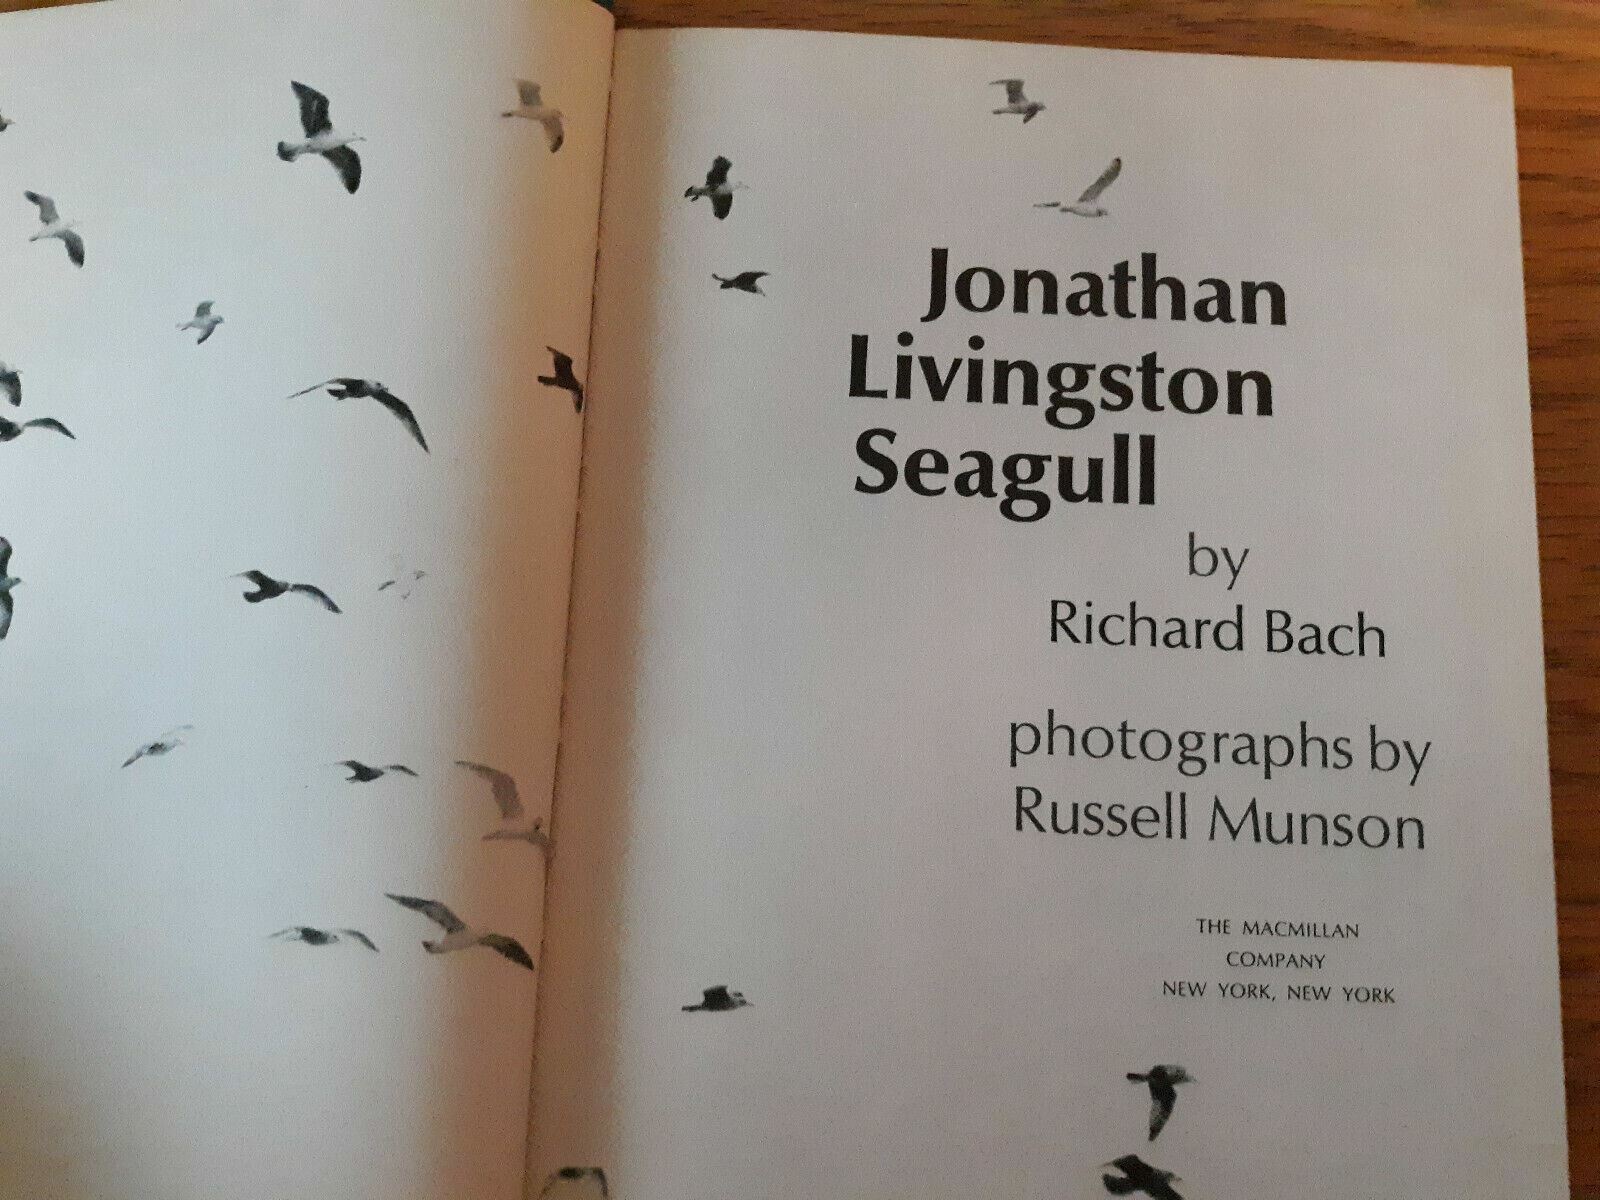 Jonathan
Livingston
Seagull
by
Richard Bach
photographs by
Russell Munson
THE MACMILLAN
COMPANY
NEW YORK, NEW YORK